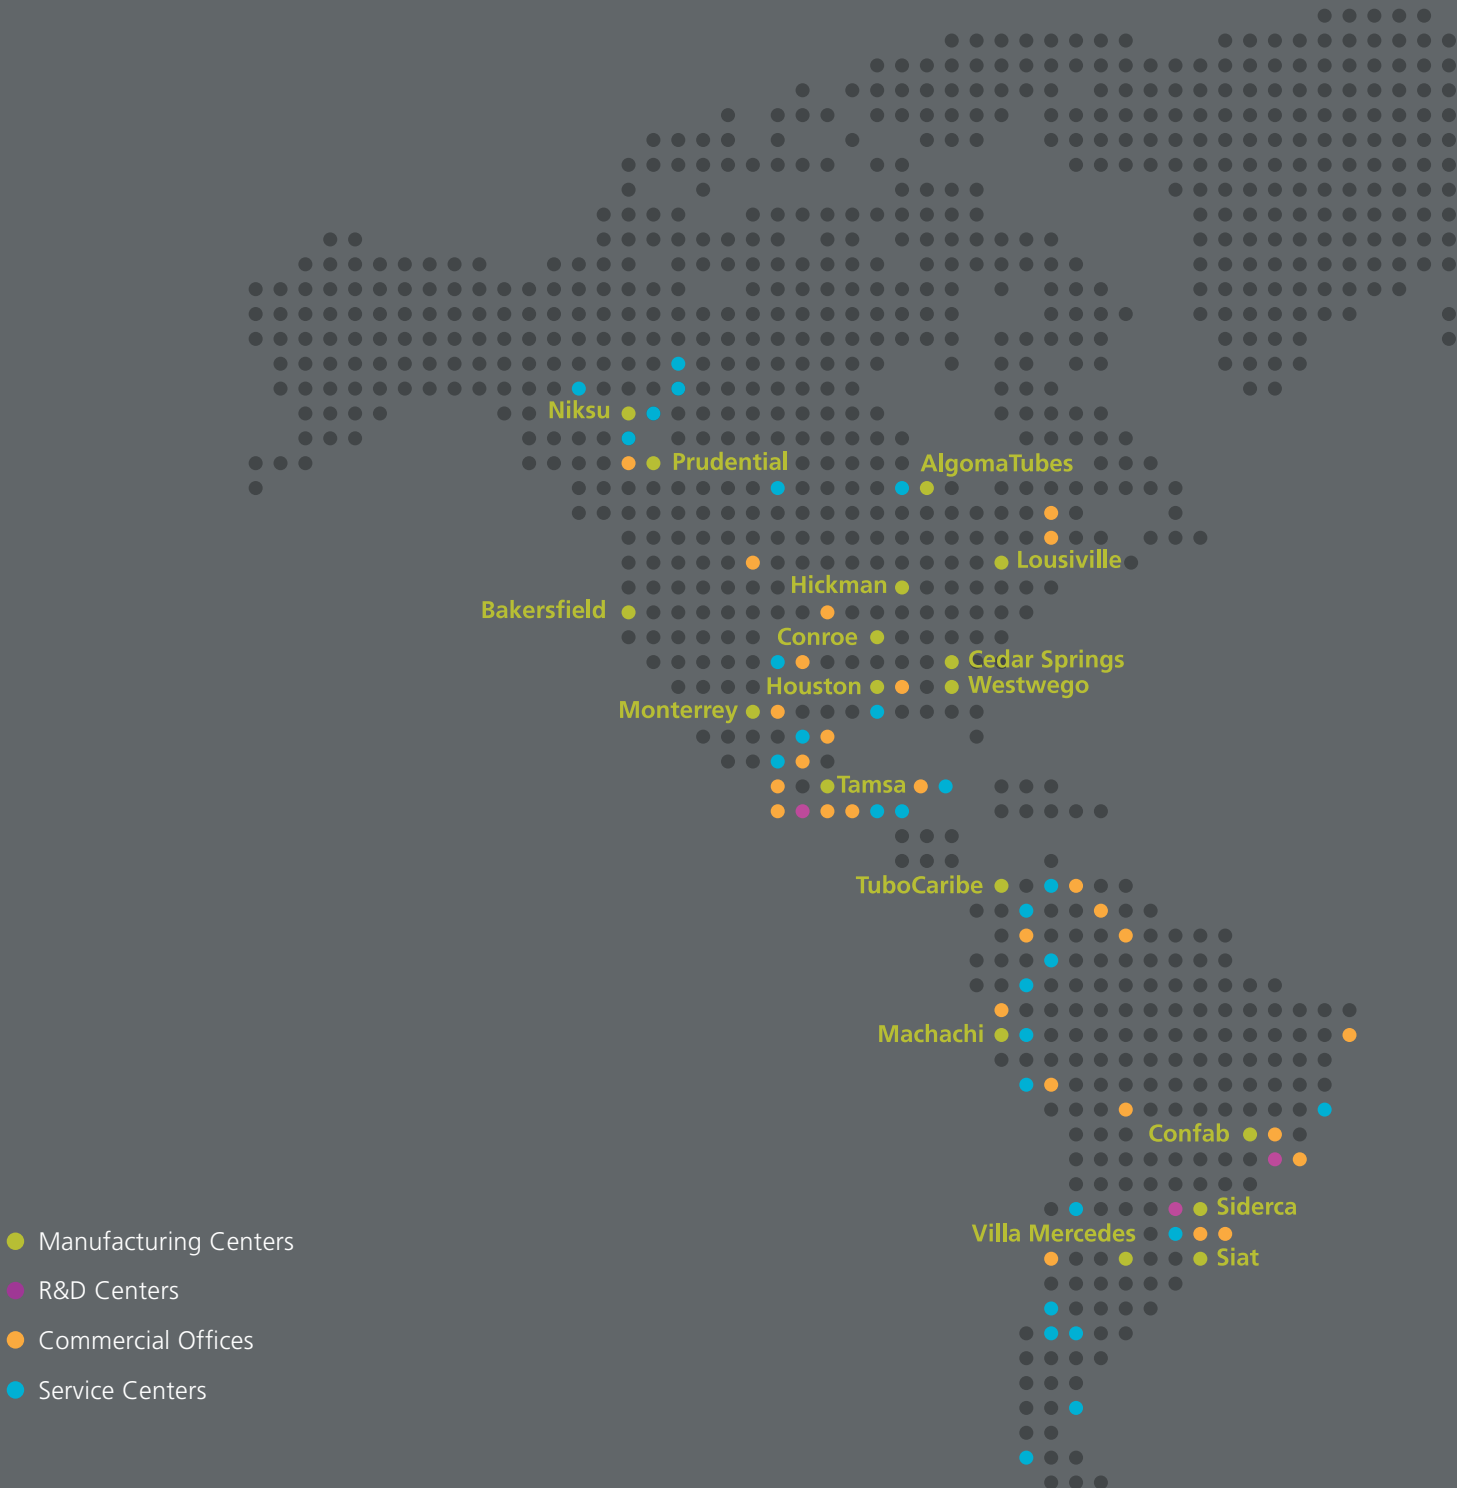 Niksu
Prudential
AlgomaTubes
Lousiville
Hickman
Bakersfield
Conroe
Cedar Springs
Houston
Westwego
Monterrey
Tamsa
TuboCaribe
Machachi
Confab
Siderca
Villa Mercedes
Siat
Manufacturing Centers
R&D Centers
Commercial Offices
Service Centers